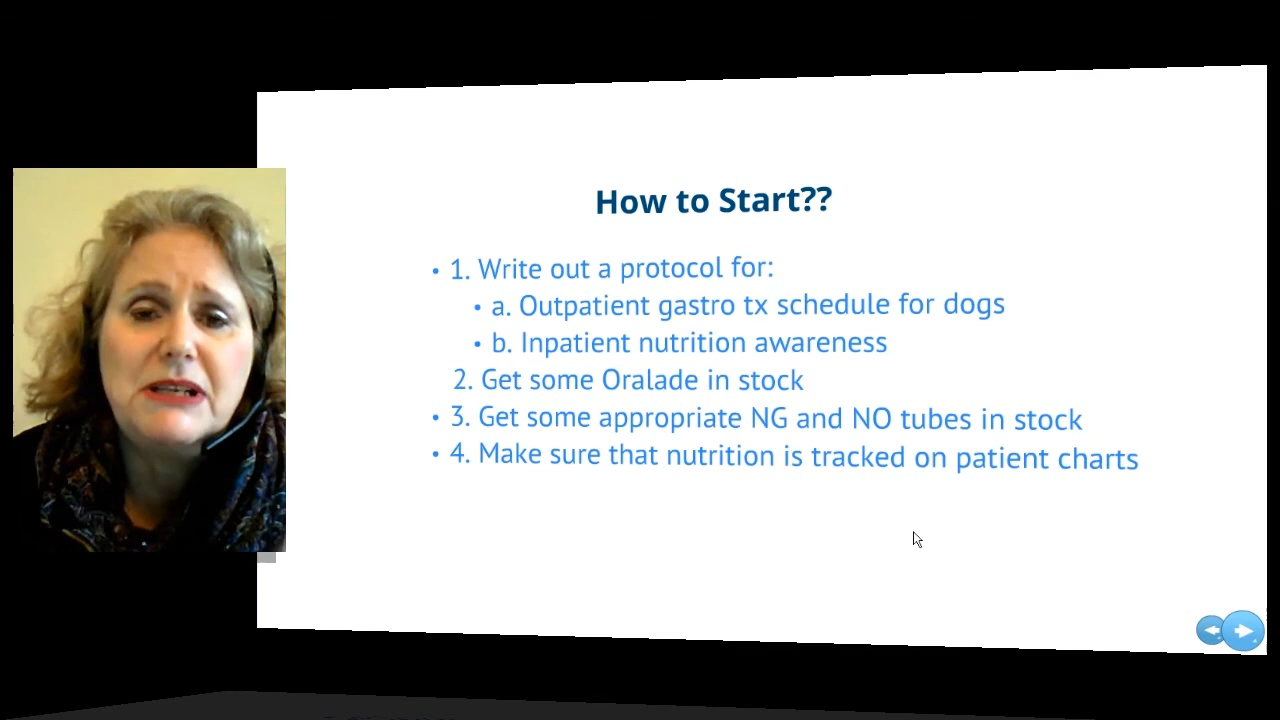 How to Start??
• 1. Write out a protocol for:
• a. Outpatient gastro tx schedule for dogs
• b. Inpatient nutrition awareness
2. Get some Oralade in stock
• 3. Get some appropriate NG and NO tubes in stock
• 4. Make sure that nutrition is tracked on patient charts